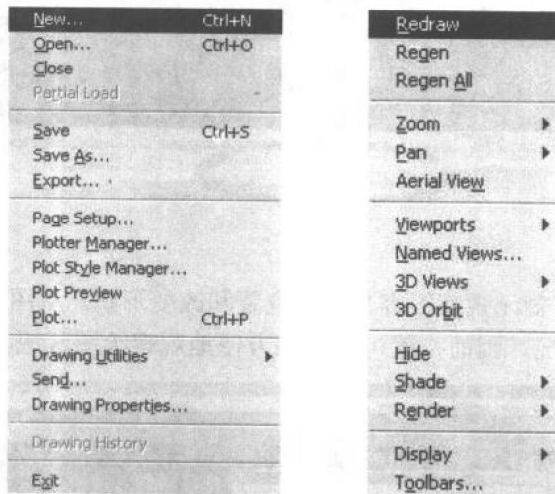 New... Ctrl+N
Open... Ctrl+O
Close
Partial Load
Save Ctrl+S
Save As...
Export...
Page Setup...
Plotter Manager...
Plot Style Manager...
Plot Preview
Plot... Ctrl+P
Drawing Utilities
Send...
Drawing Properties...
Drawing History
Exit
Redraw
Regen
Regen All
Zoom
Pan
Aerial View
Viewports
Named Views...
3D Views
3D Orbit
Hide
Shade
Render
Display
Toolbars...